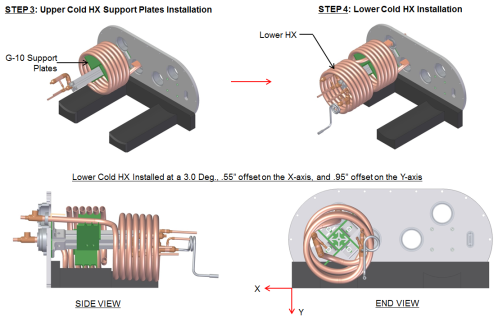 STEP 3: Upper Cold HX Support Plates Installation
STEP 4: Lower Cold HX Installation
G-10 Support
Plates
Lower HX
Lower Cold HX Installed at a 3.0 Deg., .55" offset on the X-axis, and .95" offset on the Y-axis
X
Y
SIDE VIEW
END VIEW